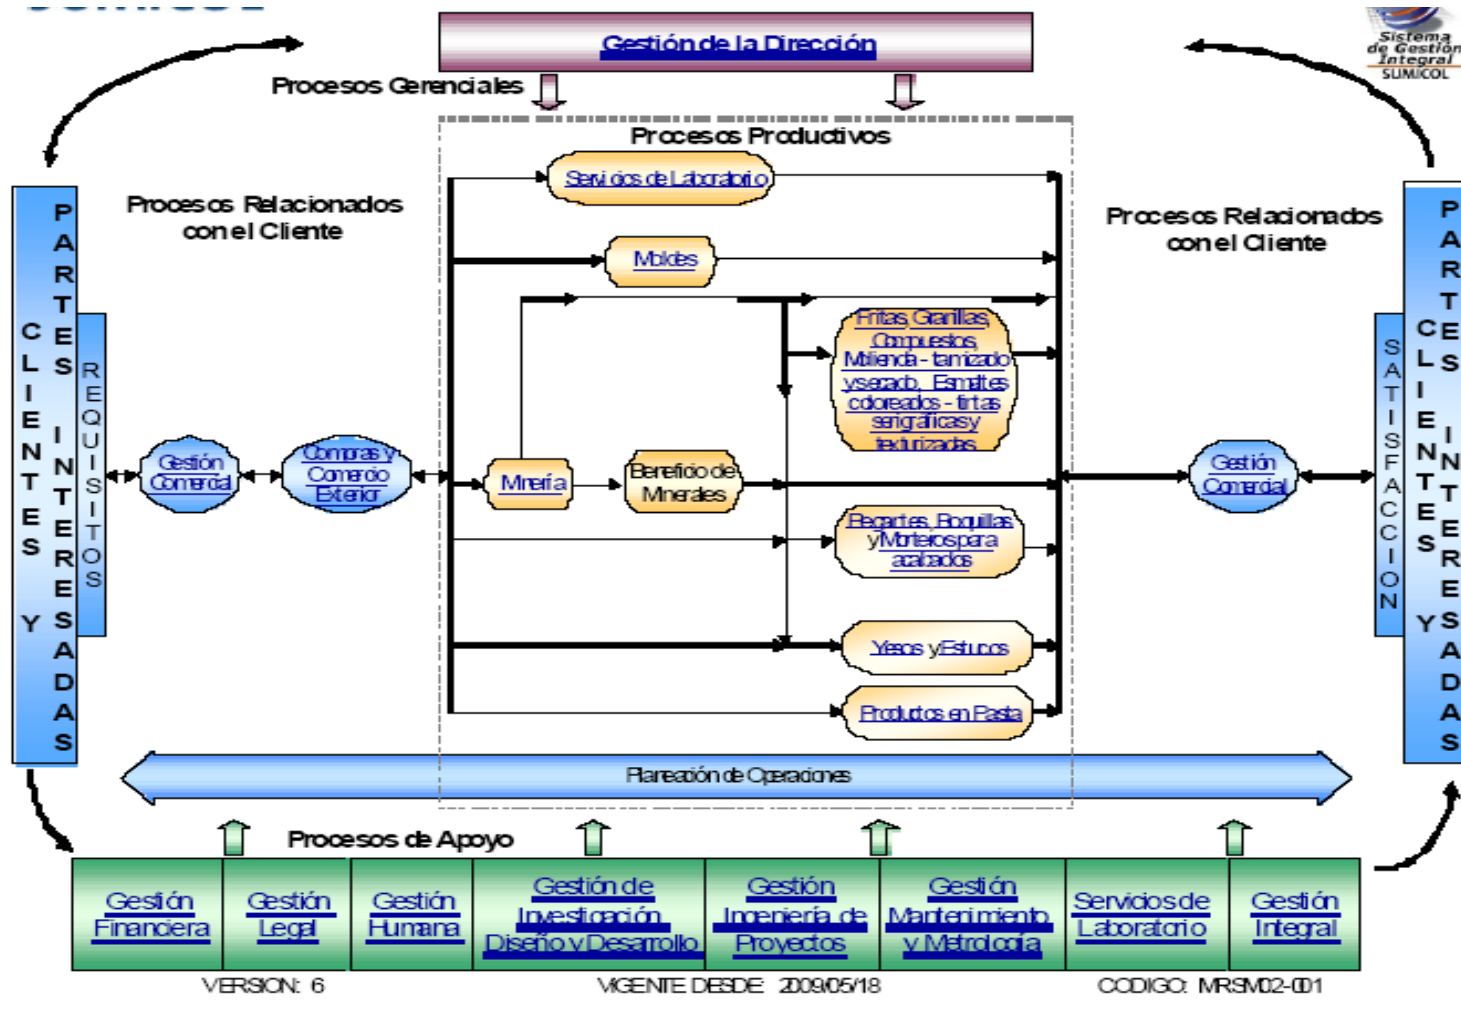 SUMICOL
Gestión de la Dirección
Sistema
de Gestión
Integral
SUMICOL
Procesos Gerenciales
Procesos Productivos
Servicios de Laboratorio
Procesos Relacionados
con el Cliente
Procesos Relacionados
con el Cliente
Moldes
PARTES INTERESADAS
CLIENTES Y
REQUISITOS
Fritas, Granillas,
Compuestos,
Molienda - tamizado
y secado, Esmaltes
coloreados - tintas
serigráficas y
texturizadas
SATISFACCION
CLIENTES Y
PARTES INTERESADAS
Gestión
Comercial
Compras y
Comercio
Exterior
Minería
Beneficio de
Minerales
Gestión
Comercial
Pegantes, Boquillas
y Morteros para
acabados
Yesos y Estucos
Productos en Pasta
Planeación de Operaciones
Procesos de Apoyo
Gestión
Financiera
Gestión
Legal
Gestión
Humana
Gestión de
Investigación,
Diseño y Desarrollo
Gestión
Ingeniería de
Proyectos
Gestión
Mantenimiento
y Metrología
Servicios de
Laboratorio
Gestión
Integral
VERSION: 6
VIGENTE DESDE: 2009/05/18
CODIGO: MRSM02-001